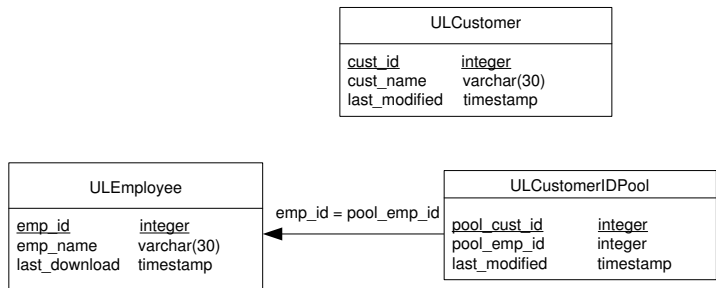 ULCustomer
cust_id integer
cust_name varchar(30)
last_modified timestamp
ULEmployee
emp_id integer
emp_name varchar(30)
last_download timestamp
emp_id = pool_emp_id
ULCustomerIDPool
pool_cust_id integer
pool_emp_id integer
last_modified timestamp